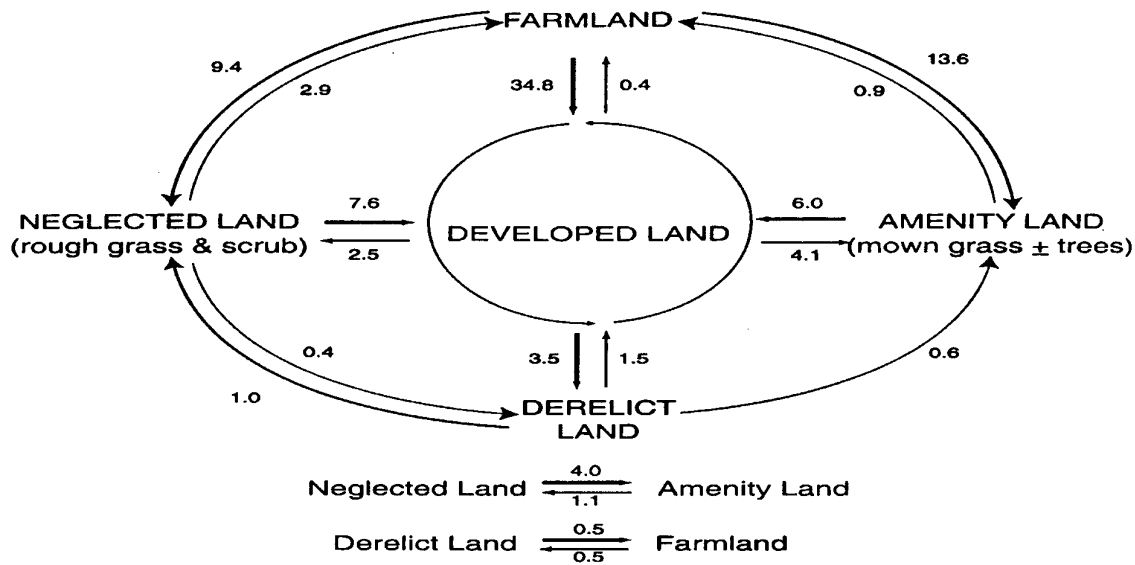 FARMLAND
9.4
2.9
34.8
0.4
13.6
0.9
NEGLECTED LAND
(rough grass & scrub)
7.6
2.5
DEVELOPED LAND
6.0
4.1
AMENITY LAND
(mown grass ± trees)
0.4
1.0
3.5
1.5
0.6
DERELICT
LAND
Neglected Land 4.0 1.1 Amenity Land
Derelict Land 0.5 0.5 Farmland